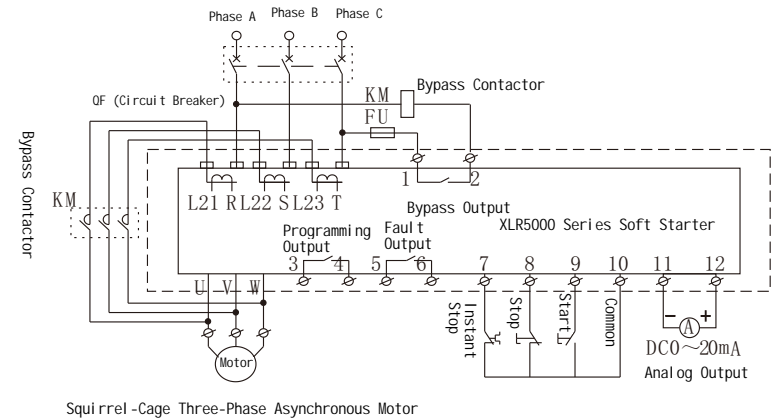 Phase A Phase B Phase C
QF (Circuit Breaker)
KM
Bypass Contactor
FU
Bypass Contactor
KM
1 2
L21 R L22 S L23 T
Bypass Output
XLR5000 Series Soft Starter
Programming Output
Fault Output
3 4 5 6 7 8 9 10 11 12
U V W
Instant Stop
Stop
Start
Common
− A +
DC0～20mA
Analog Output
Motor
Squirrel-Cage Three-Phase Asynchronous Motor